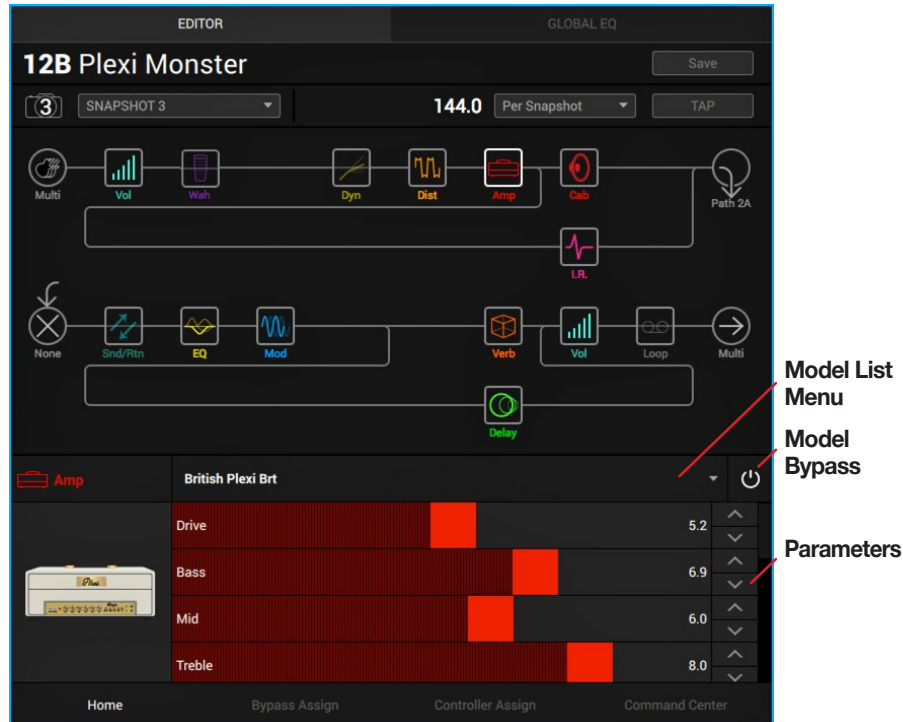 EDITOR GLOBAL EQ
12B Plexi Monster Save
3 SNAPSHOT 3 144.0 Per Snapshot TAP
Multi Vol Wah Dyn Dist Amp Cab Path 2A
I.R.
None Snd/Rtn EQ Mod Verb Vol Loop Multi
Delay
Model List
Menu
Model
Bypass
Amp British Plexi Brt
Drive 5.2
Bass 6.9
Parameters
Plexi
Mid 6.0
Treble 8.0
Home Bypass Assign Controller Assign Command Center